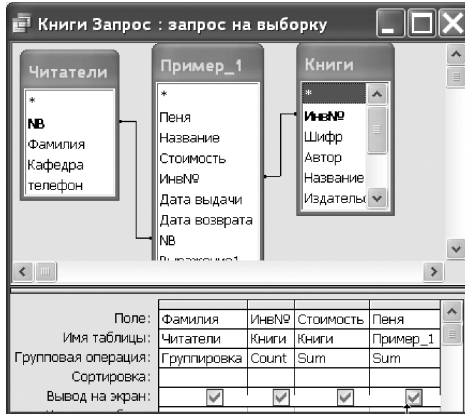 Книги Запрос : запрос на выборку
Читатели
*
NB
Фамилия
Кафедра
телефон
Пример_1
*
Пеня
Название
Стоимость
ИнвNº
Дата выдачи
Дата возврата
NB
Выражение1
Книги
*
ИнвNº
Шифр
Автор
Название
Издательс
Поле: Фамилия ИнвNº Стоимость Пеня
Имя таблицы: Читатели Книги Книги Пример_1
Групповая операция: Группировка Count Sum Sum
Сортировка:
Вывод на экран: